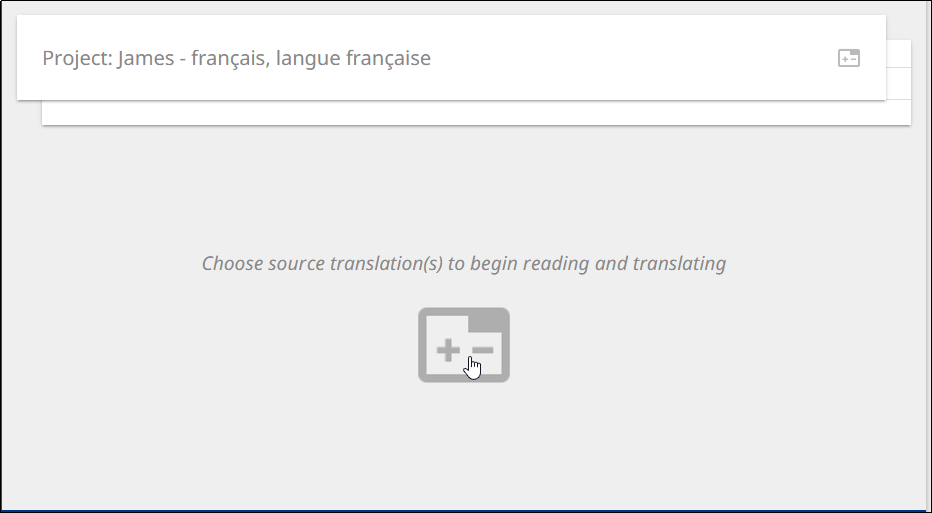 Project: James - français, langue française
Choose source translation(s) to begin reading and translating